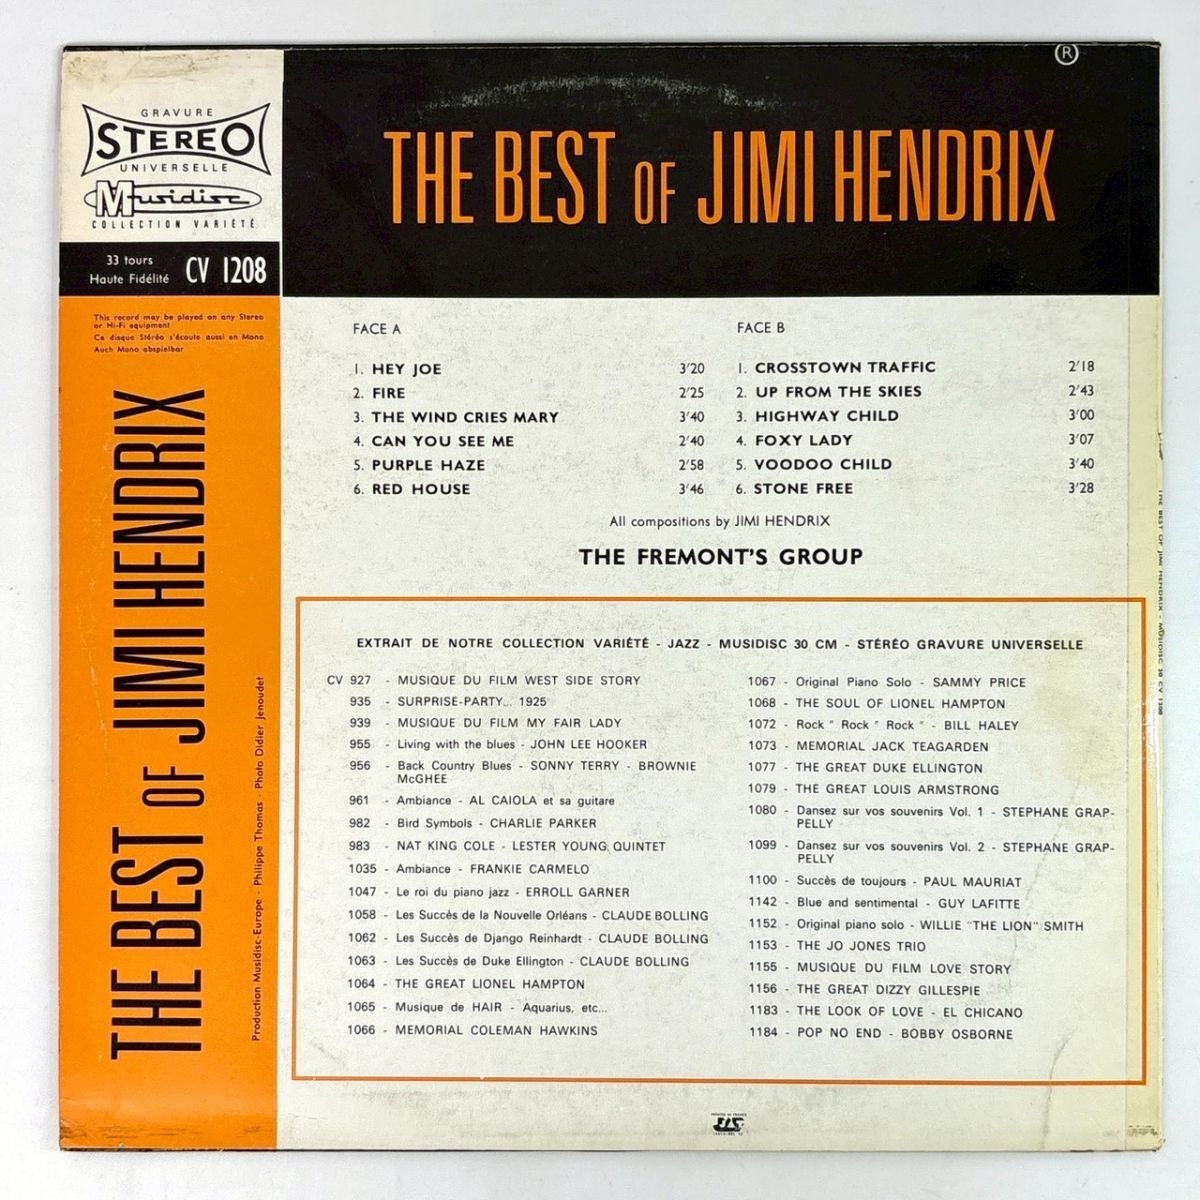 ®
GRAVURE
STEREO
UNIVERSELLE
Musidisc
COLLECTION VARIÉTÉ
33 tours
Haute Fidélité
CV 1208
THE BEST OF JIMI HENDRIX
This record may be played on any Stereo
or Hi-Fi equipment
Ce disque Stéréo s'écoute aussi en Mono
Auch Mono abspielbar
THE BEST OF JIMI HENDRIX
Production Musidisc-Europe - Philippe Thomas - Photo Didier Jenoudet
FACE A
1. HEY JOE 3'20
2. FIRE 2'25
3. THE WIND CRIES MARY 3'40
4. CAN YOU SEE ME 2'40
5. PURPLE HAZE 2'58
6. RED HOUSE 3'46
FACE B
1. CROSSTOWN TRAFFIC 2'18
2. UP FROM THE SKIES 2'43
3. HIGHWAY CHILD 3'00
4. FOXY LADY 3'07
5. VOODOO CHILD 3'40
6. STONE FREE 3'28
All compositions by JIMI HENDRIX
THE FREMONT'S GROUP
EXTRAIT DE NOTRE COLLECTION VARIÉTÉ - JAZZ - MUSIDISC 30 CM - STÉRÉO GRAVURE UNIVERSELLE
CV 927 - MUSIQUE DU FILM WEST SIDE STORY
935 - SURPRISE-PARTY... 1925
939 - MUSIQUE DU FILM MY FAIR LADY
955 - Living with the blues - JOHN LEE HOOKER
956 - Back Country Blues - SONNY TERRY - BROWNIE
McGHEE
961 - Ambiance - AL CAIOLA et sa guitare
982 - Bird Symbols - CHARLIE PARKER
983 - NAT KING COLE - LESTER YOUNG QUINTET
1035 - Ambiance - FRANKIE CARMELO
1047 - Le roi du piano jazz - ERROLL GARNER
1058 - Les Succès de la Nouvelle Orléans - CLAUDE BOLLING
1062 - Les Succès de Django Reinhardt - CLAUDE BOLLING
1063 - Les Succès de Duke Ellington - CLAUDE BOLLING
1064 - THE GREAT LIONEL HAMPTON
1065 - Musique de HAIR - Aquarius, etc...
1066 - MEMORIAL COLEMAN HAWKINS
1067 - Original Piano Solo - SAMMY PRICE
1068 - THE SOUL OF LIONEL HAMPTON
1072 - Rock " Rock " Rock " - BILL HALEY
1073 - MEMORIAL JACK TEAGARDEN
1077 - THE GREAT DUKE ELLINGTON
1079 - THE GREAT LOUIS ARMSTRONG
1080 - Dansez sur vos souvenirs Vol. 1 - STEPHANE GRAP-
PELLY
1099 - Dansez sur vos souvenirs Vol. 2 - STEPHANE GRAP-
PELLY
1100 - Succès de toujours - PAUL MAURIAT
1142 - Blue and sentimental - GUY LAFITTE
1152 - Original piano solo - WILLIE "THE LION" SMITH
1153 - THE JO JONES TRIO
1155 - MUSIQUE DU FILM LOVE STORY
1156 - THE GREAT DIZZY GILLESPIE
1183 - THE LOOK OF LOVE - EL CHICANO
1184 - POP NO END - BOBBY OSBORNE
THE BEST OF JIMI HENDRIX - MUSIDISC 30 CV 1208